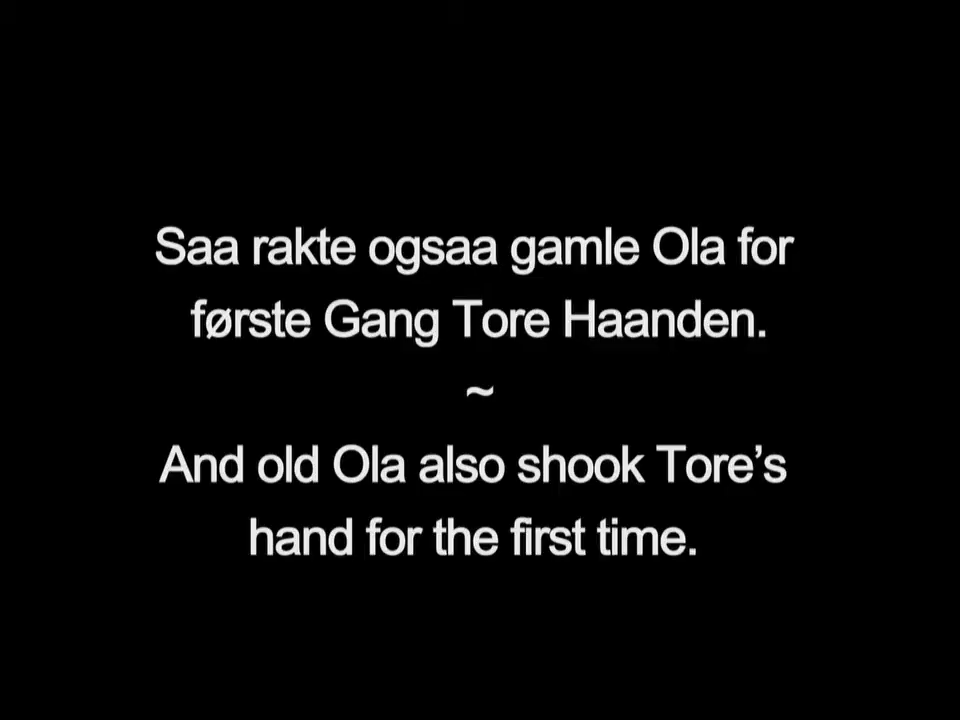 Saa rakte ogsaa gamle Ola for
første Gang Tore Haanden.
~
And old Ola also shook Tore’s
hand for the first time.